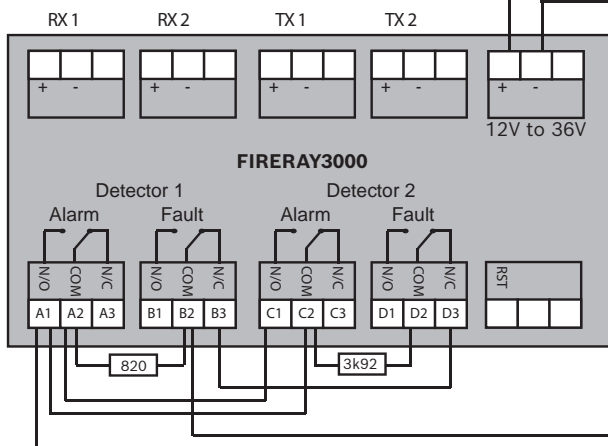 RX 1 RX 2 TX 1 TX 2
+ - + - + - + - + -
12V to 36V
FIRERAY3000
Detector 1 Detector 2
Alarm Fault Alarm Fault
N/O COM N/C N/O COM N/C N/O COM N/C N/O COM N/C RST
A1 A2 A3 B1 B2 B3 C1 C2 C3 D1 D2 D3
820 3k92